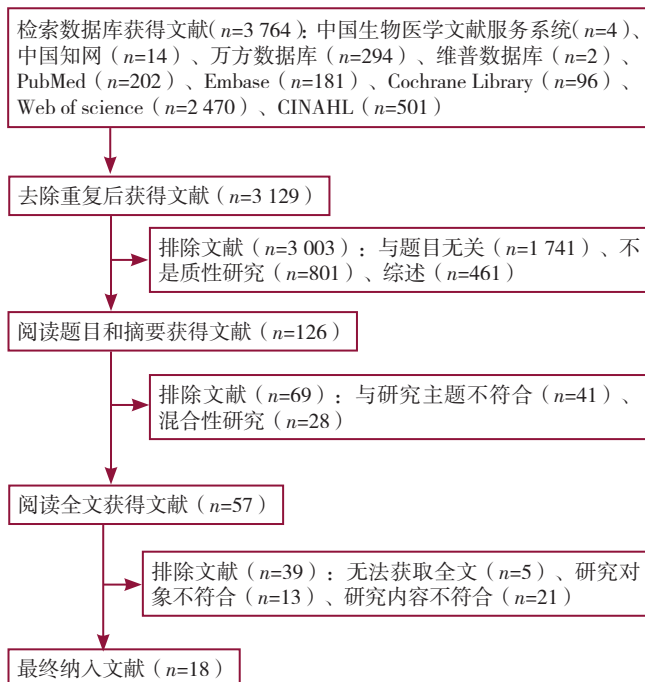 检索数据库获得文献(n=3 764)：中国生物医学文献服务系统(n=4)、
中国知网（n=14）、万方数据库（n=294）、维普数据库（n=2）、
PubMed（n=202）、Embase（n=181）、Cochrane Library（n=96）、
Web of science（n=2 470）、CINAHL（n=501）
去除重复后获得文献（n=3 129）
排除文献（n=3 003）：与题目无关（n=1 741）、不
是质性研究（n=801）、综述（n=461）
阅读题目和摘要获得文献（n=126）
排除文献（n=69）：与研究主题不符合（n=41）、
混合性研究（n=28）
阅读全文获得文献（n=57）
排除文献（n=39）：无法获取全文（n=5）、研究对
象不符合（n=13）、研究内容不符合（n=21）
最终纳入文献（n=18）